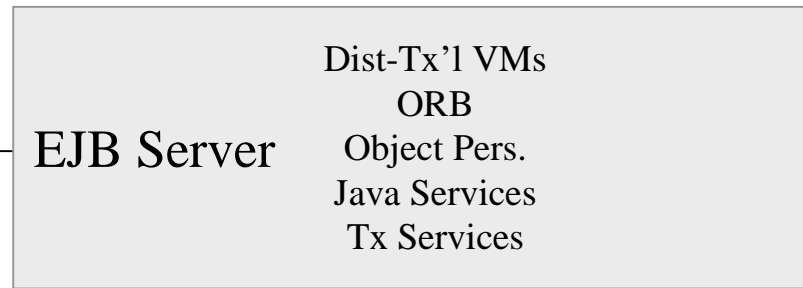 EJB Server
Dist-Tx’l VMs
ORB
Object Pers.
Java Services
Tx Services